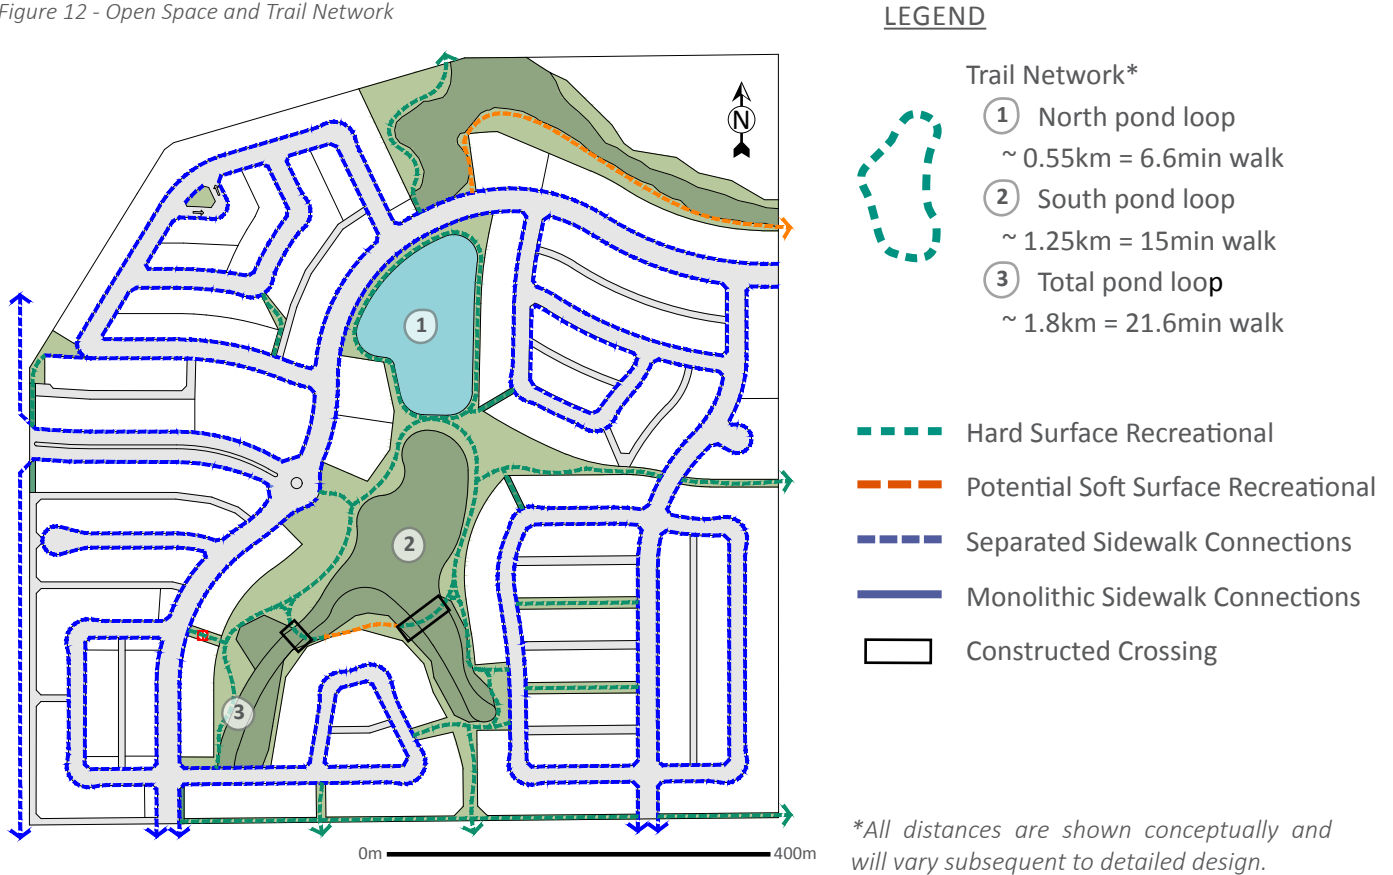 Figure 12 - Open Space and Trail Network
LEGEND
Trail Network*
1 North pond loop
~ 0.55km = 6.6min walk
2 South pond loop
~ 1.25km = 15min walk
3 Total pond loop
~ 1.8km = 21.6min walk
Hard Surface Recreational
Potential Soft Surface Recreational
Separated Sidewalk Connections
Monolithic Sidewalk Connections
Constructed Crossing
N
1
2
3
0m 400m
*All distances are shown conceptually and
will vary subsequent to detailed design.